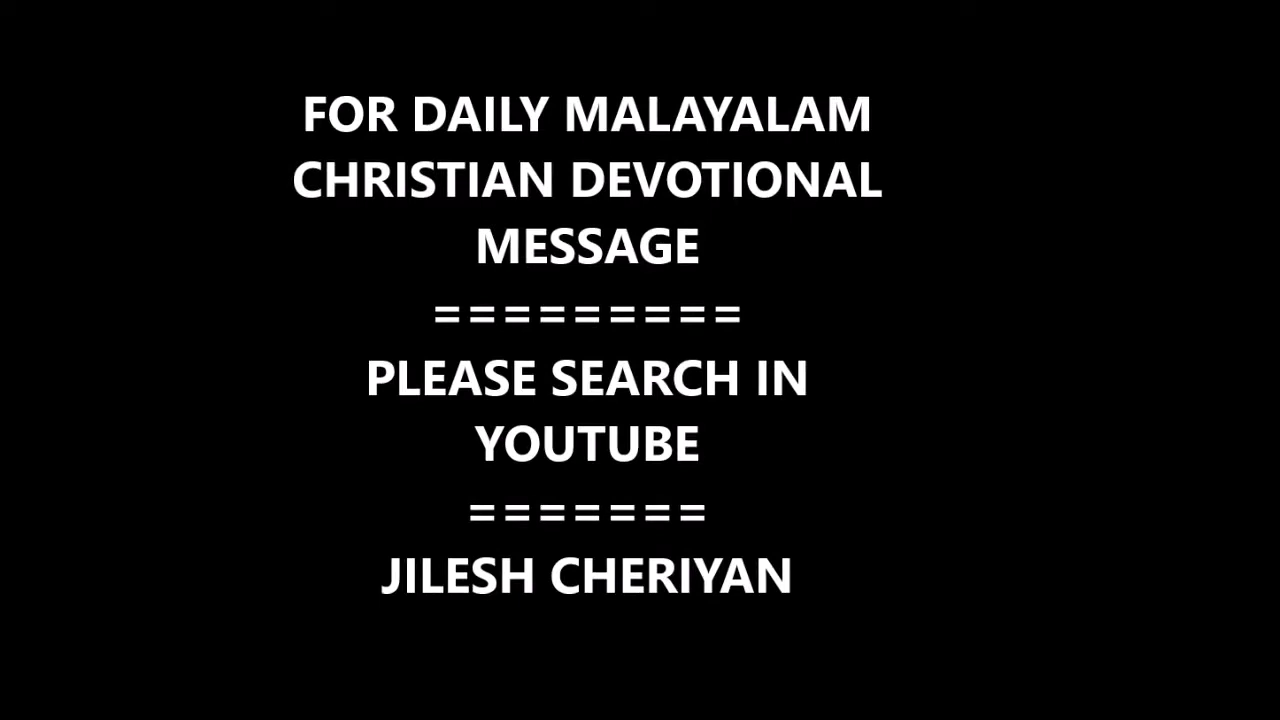 FOR DAILY MALAYALAM
CHRISTIAN DEVOTIONAL
MESSAGE
=========
PLEASE SEARCH IN
YOUTUBE
=======
JILESH CHERIYAN